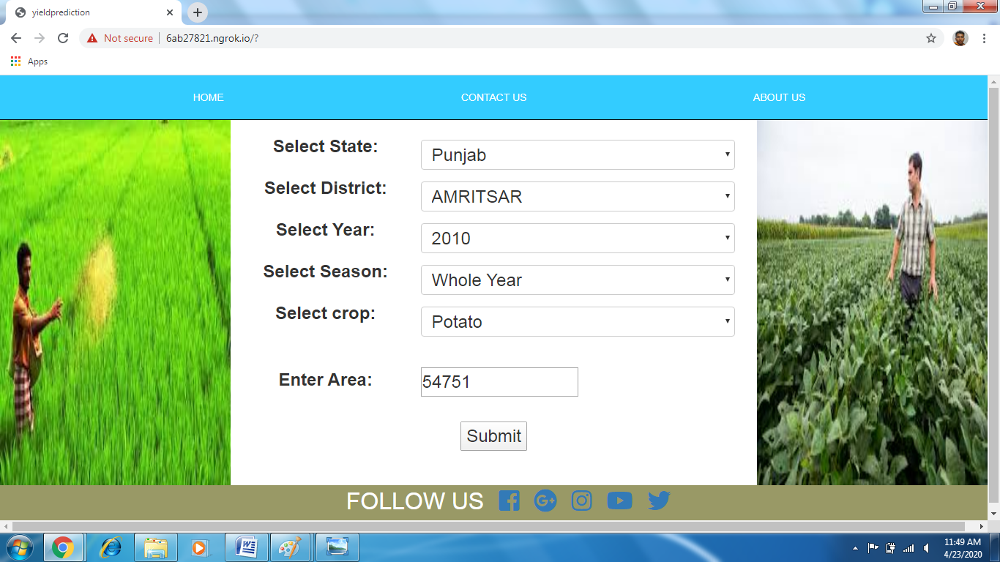 yieldprediction
Not secure 6ab27821.ngrok.io/?
Apps
HOME CONTACT US ABOUT US
Select State: Punjab
Select District: AMRITSAR
Select Year: 2010
Select Season: Whole Year
Select crop: Potato
Enter Area: 54751
Submit
FOLLOW US
11:49 AM
4/23/2020